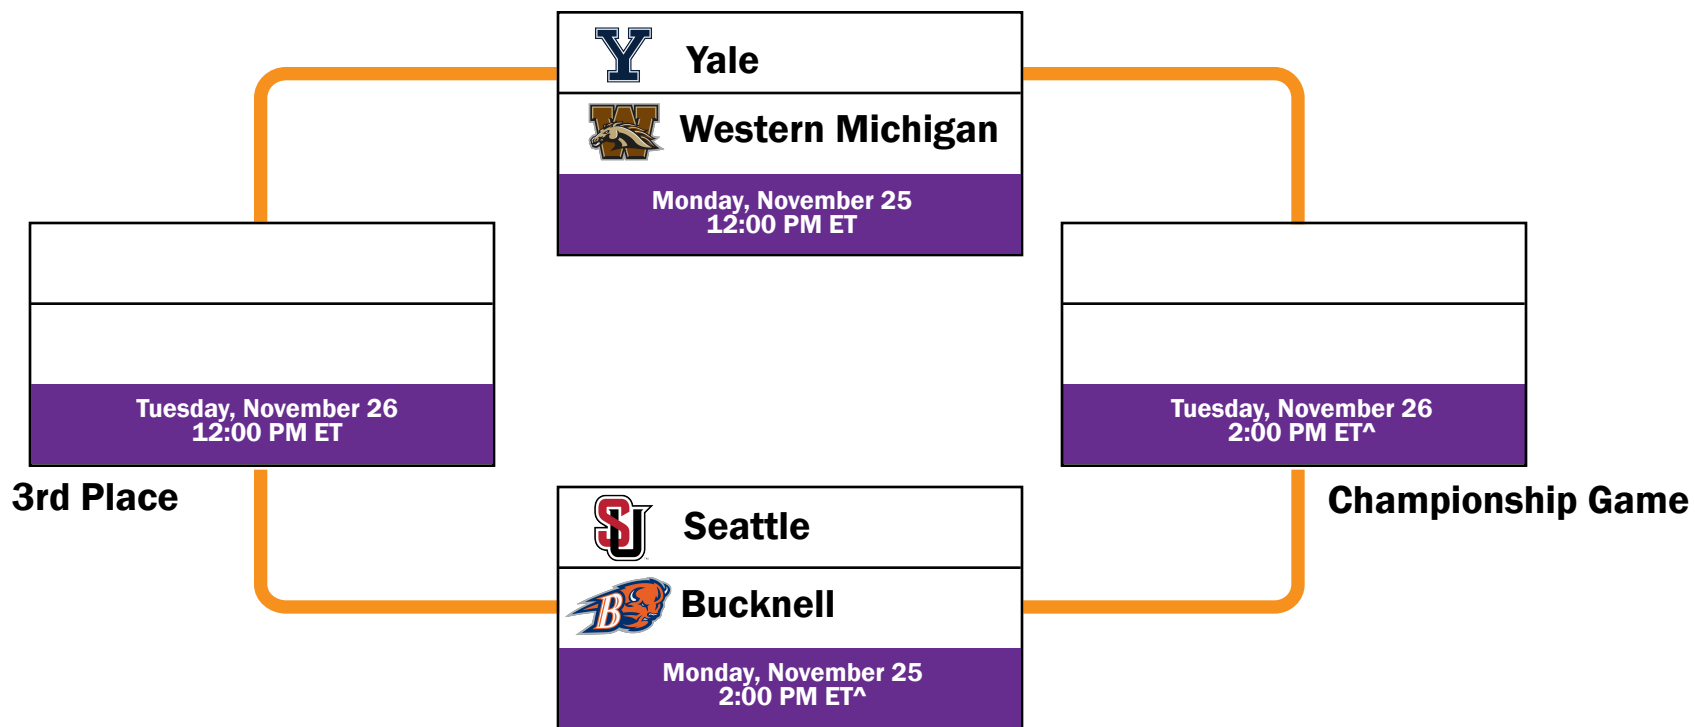 Y Yale
W Western Michigan
Monday, November 25
12:00 PM ET
Tuesday, November 26
12:00 PM ET
3rd Place
Tuesday, November 26
2:00 PM ET^
Championship Game
SU Seattle
B Bucknell
Monday, November 25
2:00 PM ET^